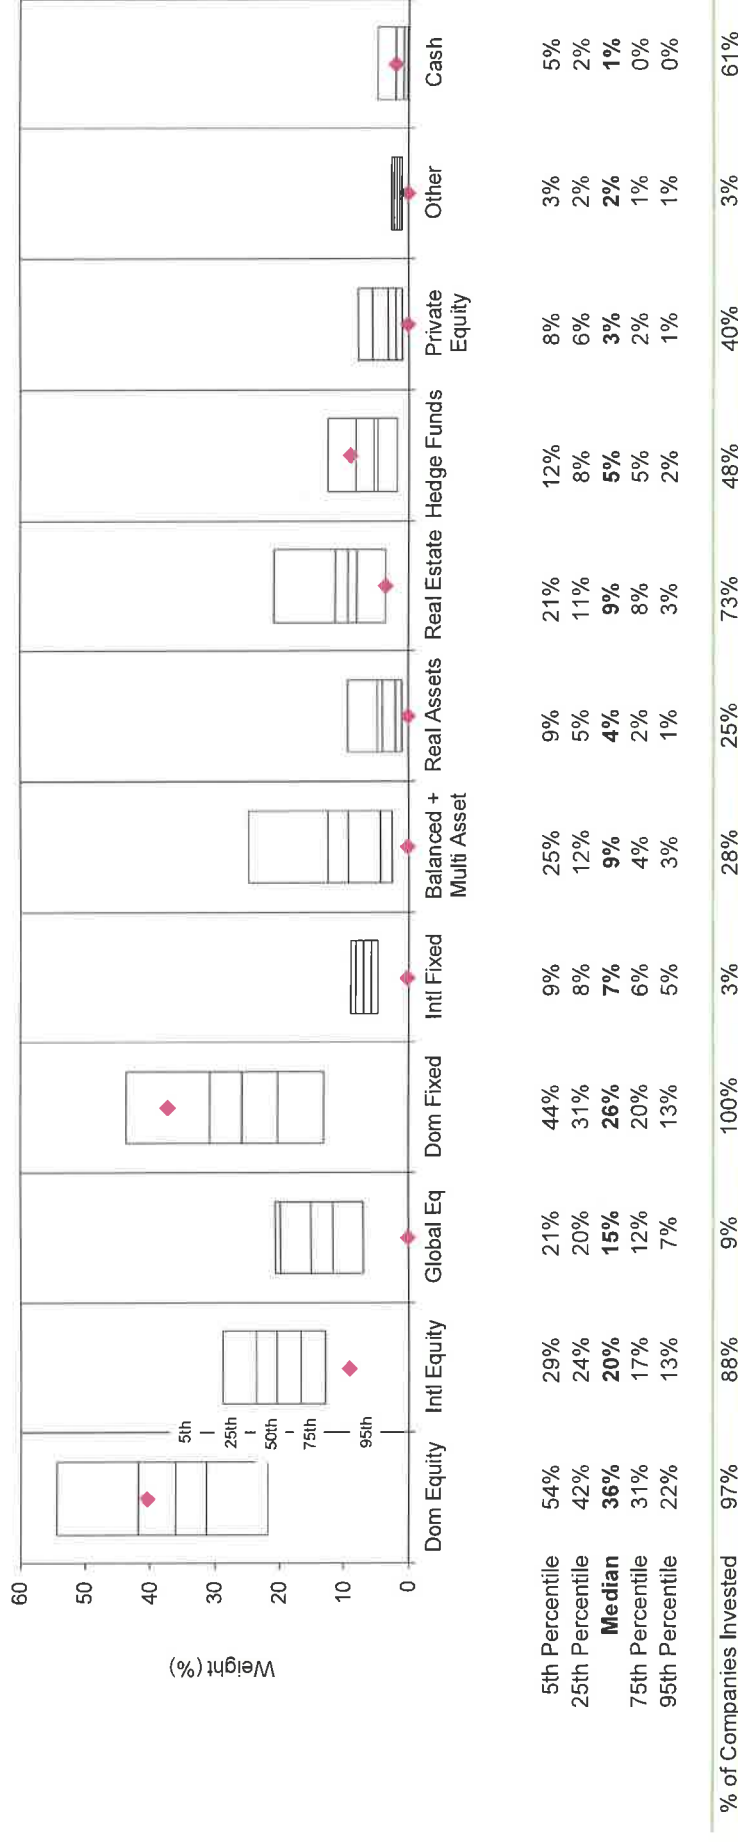 60
50
40
30
20
10
0
Weight (%)
5th
25th
50th
75th
95th
Dom Equity Intl Equity Global Eq Dom Fixed Intl Fixed Balanced + Multi Asset Real Assets Real Estate Hedge Funds Private Equity Other Cash
5th Percentile 54% 29% 21% 44% 9% 25% 9% 21% 12% 8% 3% 5%
25th Percentile 42% 24% 20% 31% 8% 12% 5% 11% 8% 6% 2% 2%
Median 36% 20% 15% 26% 7% 9% 4% 9% 5% 3% 2% 1%
75th Percentile 31% 17% 12% 20% 6% 4% 2% 8% 5% 2% 1% 0%
95th Percentile 22% 13% 7% 13% 5% 3% 1% 3% 2% 1% 1% 0%
% of Companies Invested 97% 88% 9% 100% 3% 28% 25% 73% 48% 40% 3% 61%